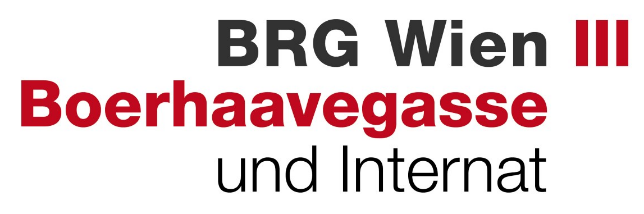 BRG Wien III
Boerhaavegasse
und Internat